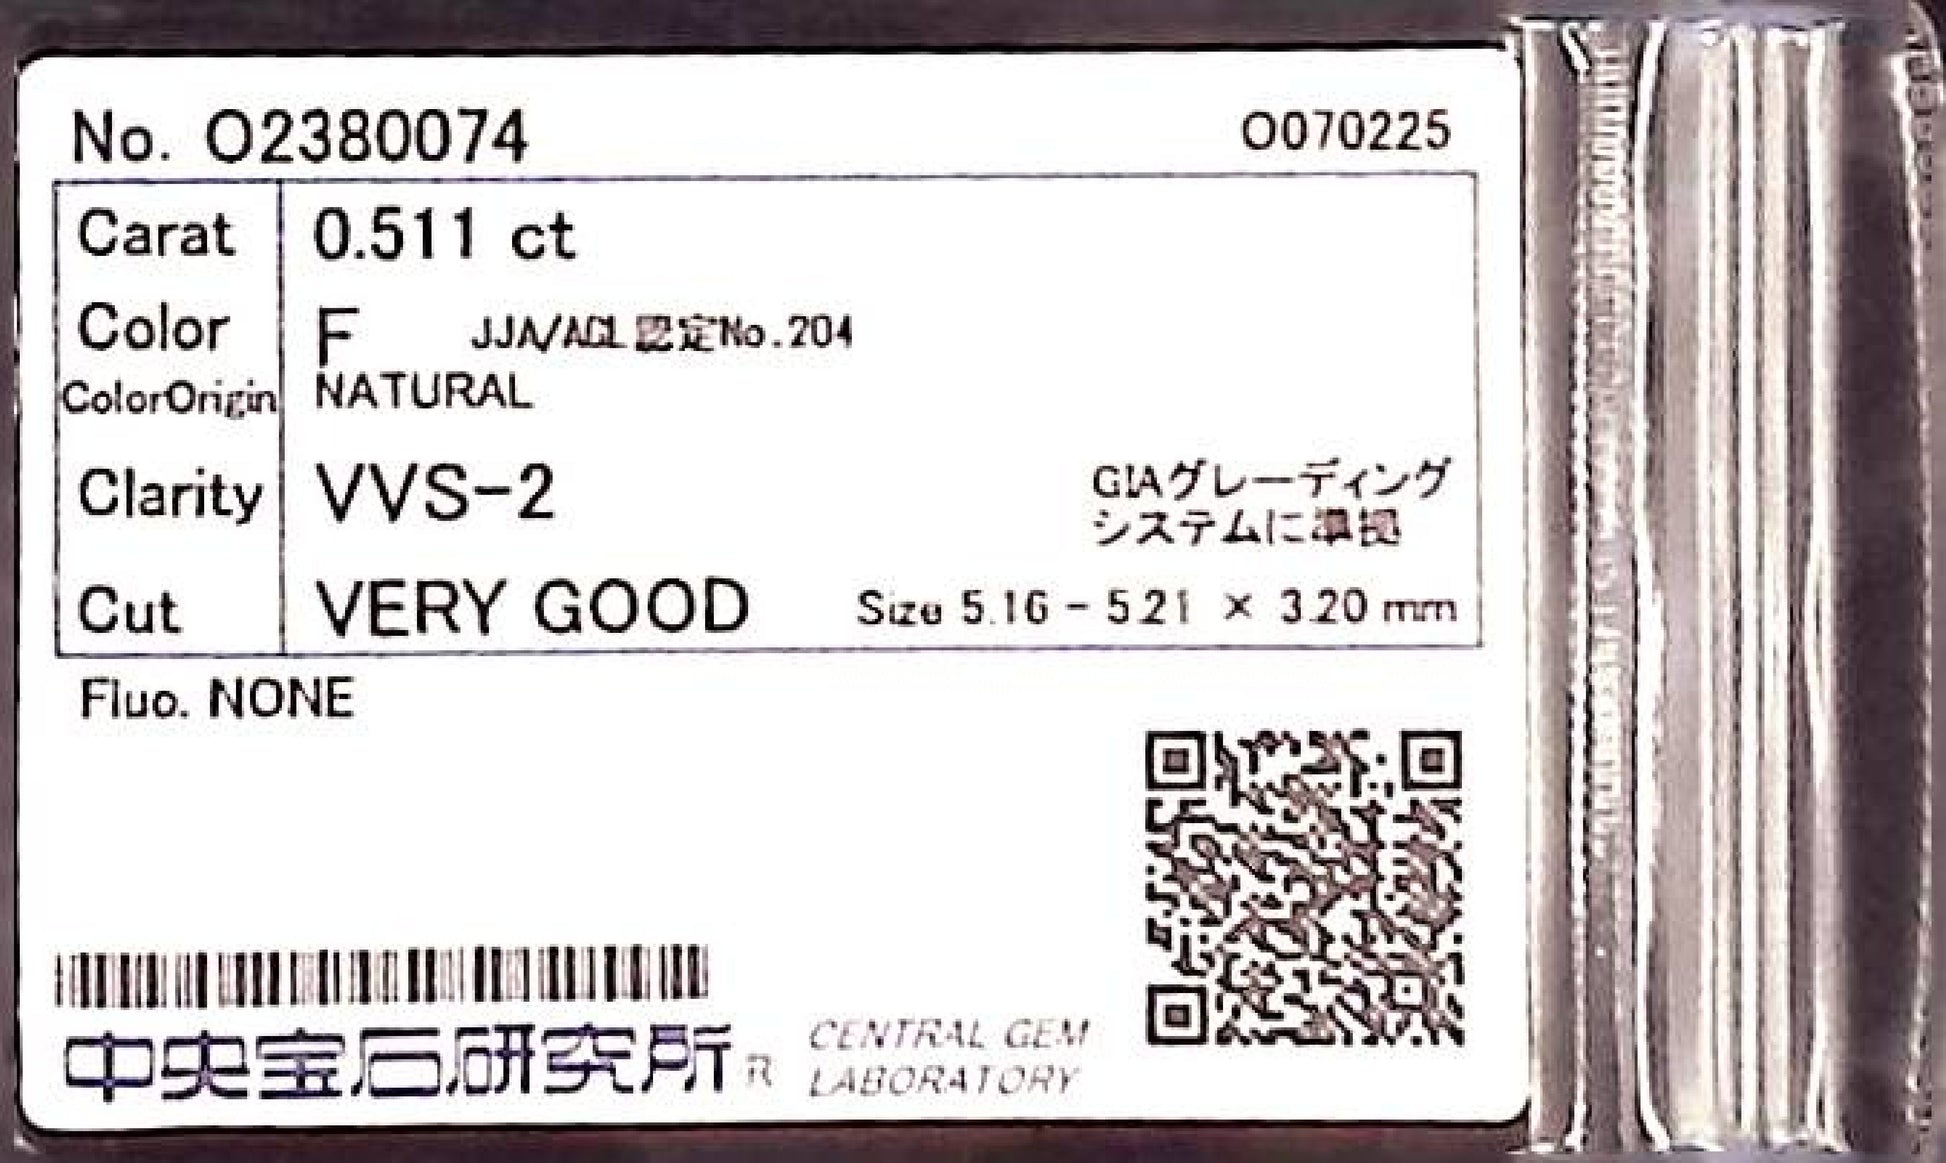 No. O2380074 O070225
Carat 0.511 ct
Color F JJA/AGL認定No.204
ColorOrigin NATURAL
Clarity VVS-2
GIAグレーディング
システムに準拠
Cut VERY GOOD Size 5.16 - 5.21 × 3.20 mm
Fluo. NONE
中央宝石研究所 R
CENTRAL GEM
LABORATORY